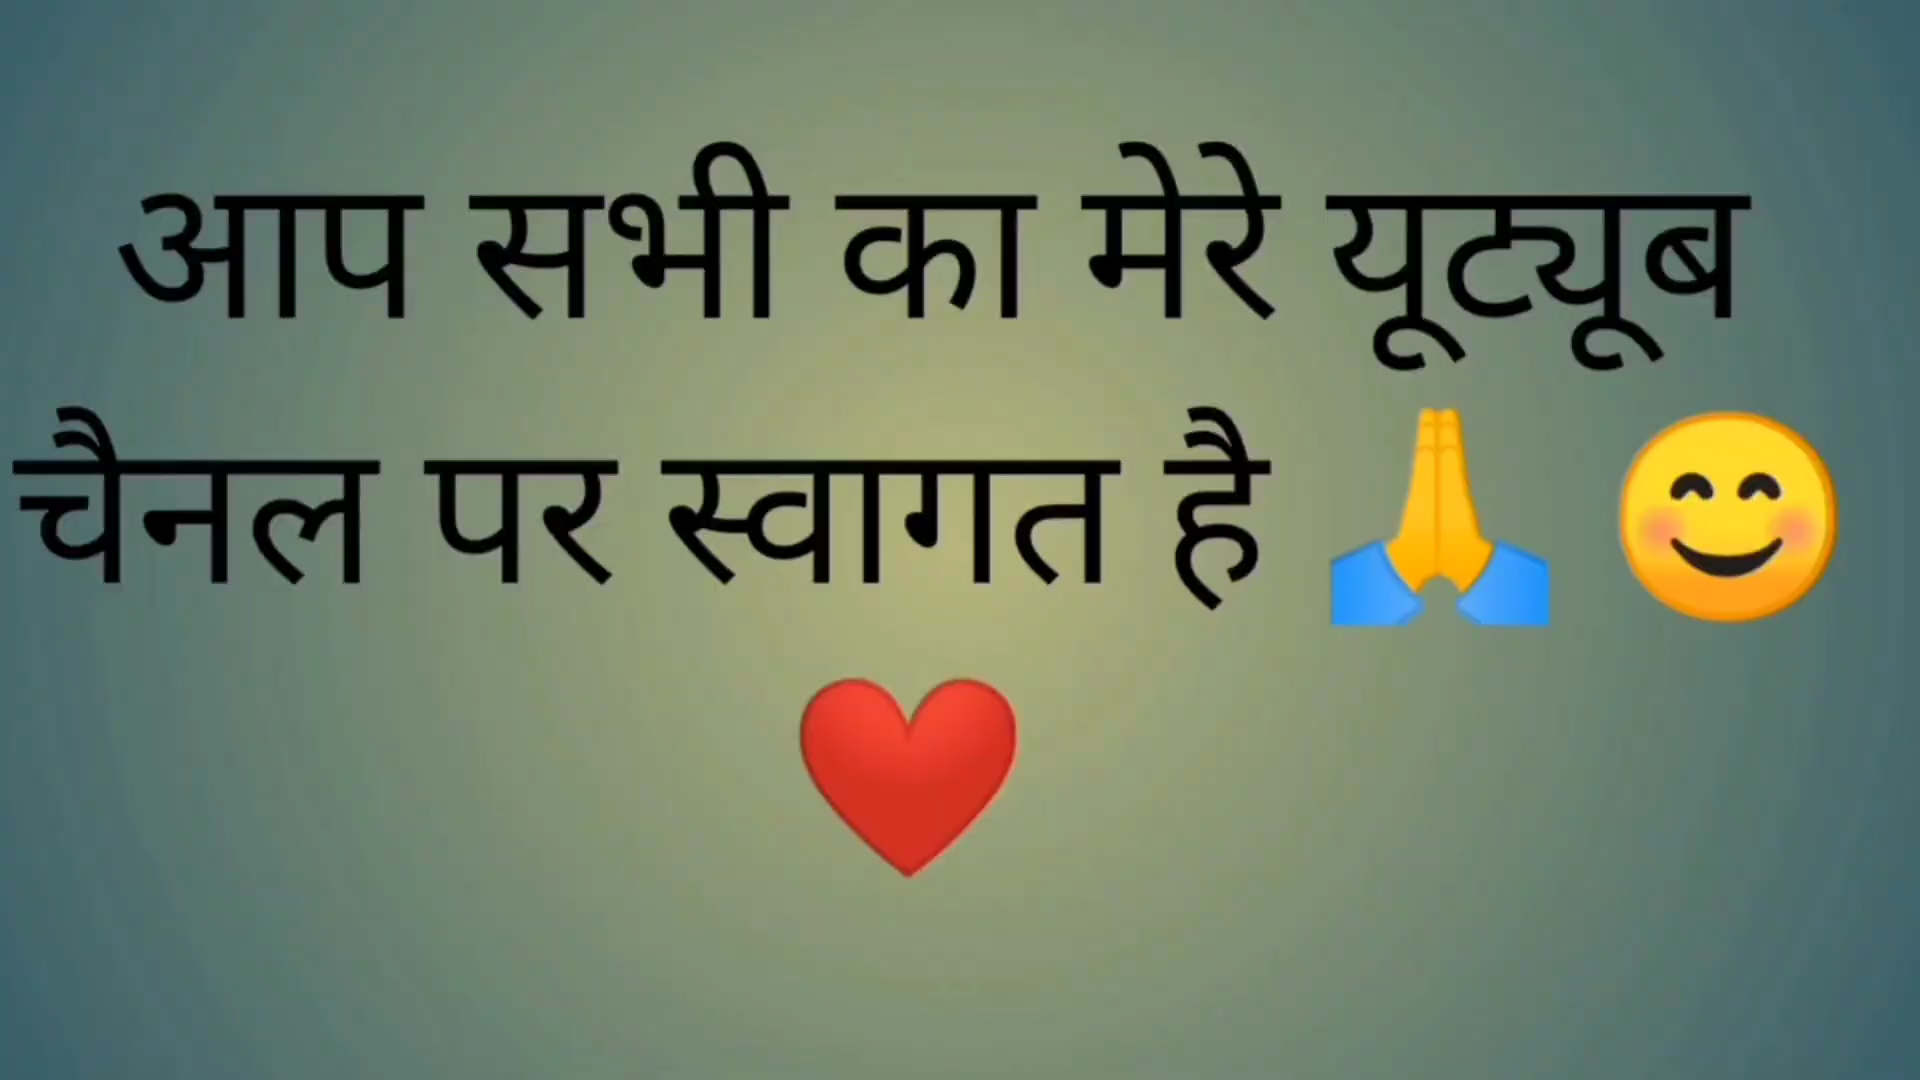 आप सभी का मेरे यूट्यूब
चैनल पर स्वागत है 🙏 😊
❤️